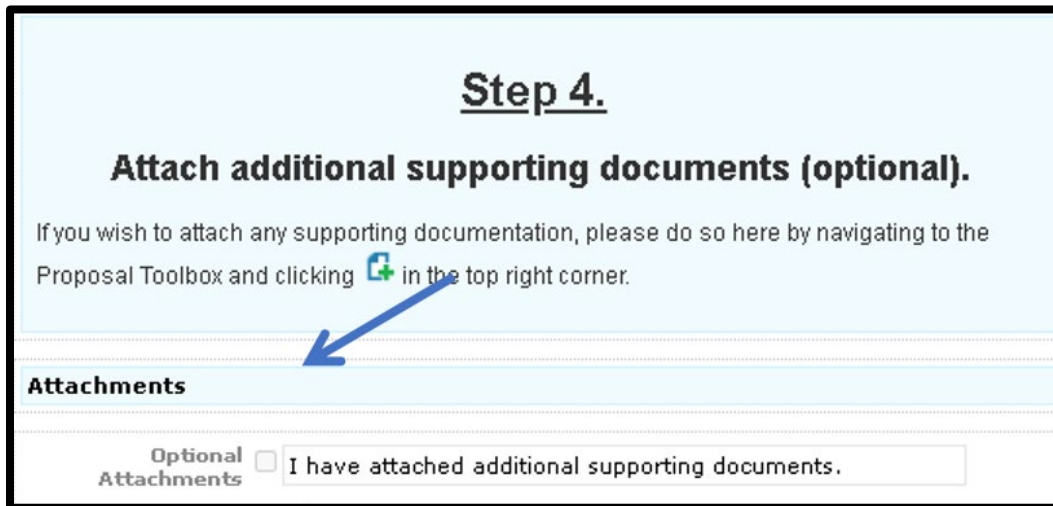 Step 4.
Attach additional supporting documents (optional).
If you wish to attach any supporting documentation, please do so here by navigating to the
Proposal Toolbox and clicking in the top right corner.
Attachments
Optional
Attachments
I have attached additional supporting documents.